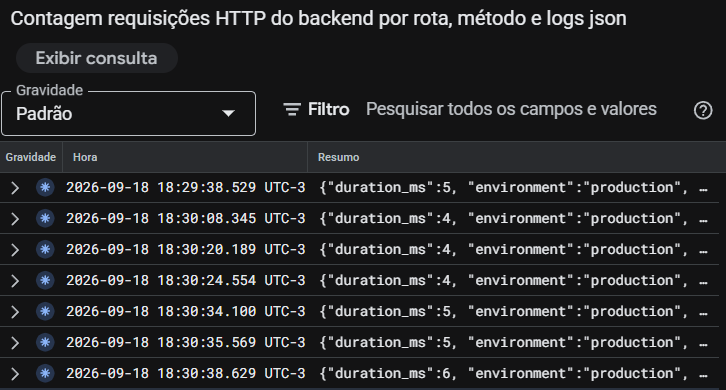 Contagem requisições HTTP do backend por rota, método e logs json
Exibir consulta
Gravidade
Padrão
Filtro Pesquisar todos os campos e valores
Gravidade Hora Resumo
2026-09-18 18:29:38.529 UTC-3 {"duration_ms":5, "environment":"production", …
2026-09-18 18:30:08.345 UTC-3 {"duration_ms":4, "environment":"production", …
2026-09-18 18:30:20.189 UTC-3 {"duration_ms":4, "environment":"production", …
2026-09-18 18:30:24.554 UTC-3 {"duration_ms":4, "environment":"production", …
2026-09-18 18:30:34.100 UTC-3 {"duration_ms":5, "environment":"production", …
2026-09-18 18:30:35.569 UTC-3 {"duration_ms":5, "environment":"production", …
2026-09-18 18:30:38.629 UTC-3 {"duration_ms":6, "environment":"production", …